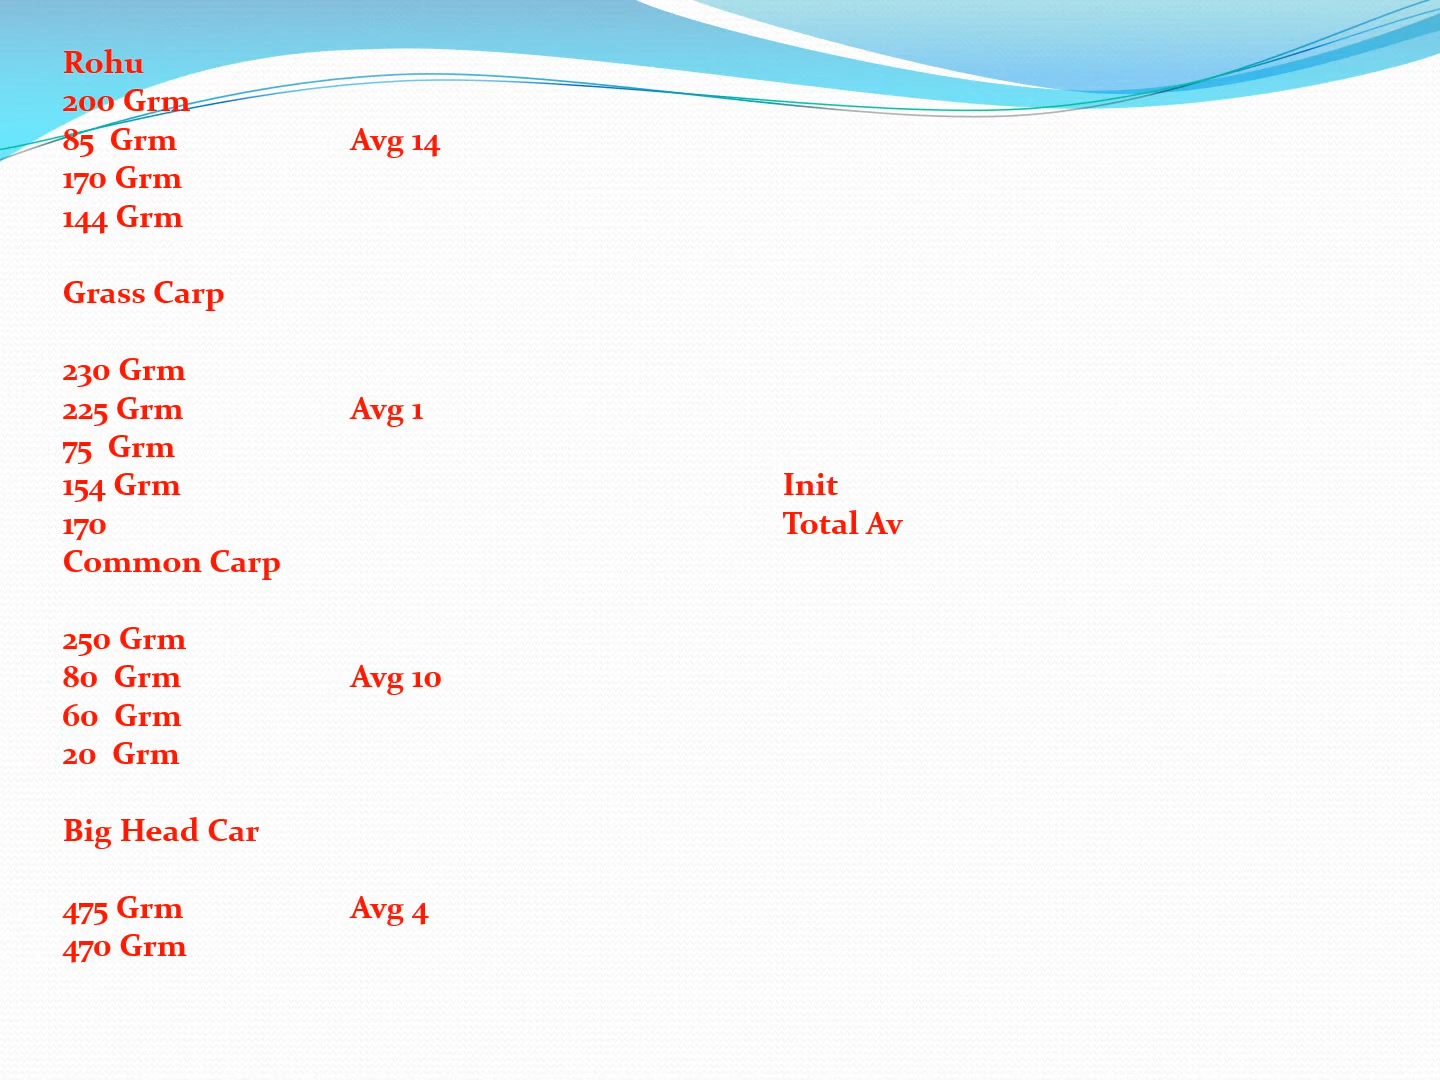 Rohu
200 Grm
85 Grm Avg 14
170 Grm
144 Grm
Grass Carp
230 Grm
225 Grm Avg 1
75 Grm
154 Grm Init
170 Total Av
Common Carp
250 Grm
80 Grm Avg 10
60 Grm
20 Grm
Big Head Car
475 Grm Avg 4
470 Grm